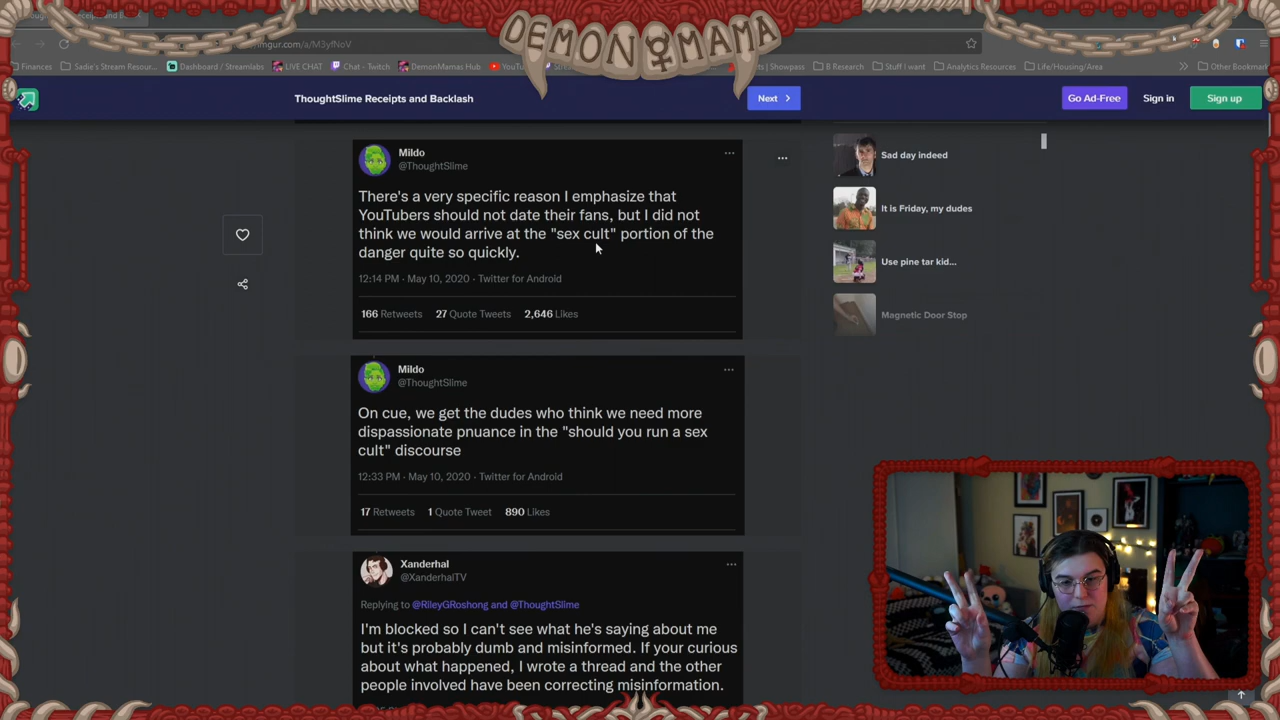 DEMON MAMA
imgur.com/a/M3yfNoV
Finances
Sadie's Stream Resour...
Dashboard / Streamlabs
LIVE CHAT
Chat - Twitch
DemonMamas Hub
Showpass
B Research
Stuff I want
Analytics Resources
Life/Housing/Area
Other Bookmar
ThoughtSlime Receipts and Backlash
Next
Go Ad-Free
Sign in
Sign up
Mildo
@ThoughtSlime
There's a very specific reason I emphasize that
YouTubers should not date their fans, but I did not
think we would arrive at the "sex cult" portion of the
danger quite so quickly.
12:14 PM · May 10, 2020 · Twitter for Android
166 Retweets 27 Quote Tweets 2,646 Likes
Mildo
@ThoughtSlime
On cue, we get the dudes who think we need more
dispassionate pnuance in the "should you run a sex
cult" discourse
12:33 PM · May 10, 2020 · Twitter for Android
17 Retweets 1 Quote Tweet 890 Likes
Xanderhal
@XanderhalTV
Replying to @RileyGRoshong and @ThoughtSlime
I'm blocked so I can't see what he's saying about me
but it's probably dumb and misinformed. If your curious
about what happened, I wrote a thread and the other
people involved have been correcting misinformation.
Sad day indeed
It is Friday, my dudes
Use pine tar kid...
Magnetic Door Stop